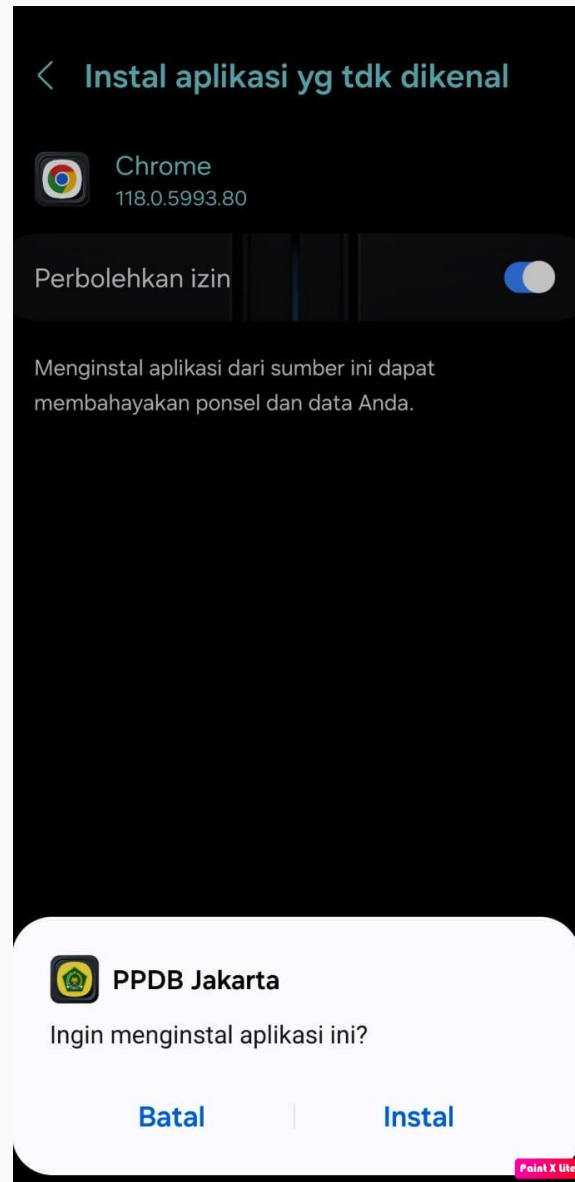 Instal aplikasi yg tdk dikenal
Chrome
118.0.5993.80
Perbolehkan izin
Menginstal aplikasi dari sumber ini dapat
membahayakan ponsel dan data Anda.
PPDB Jakarta
Ingin menginstal aplikasi ini?
Batal
Instal
Paint X Lite